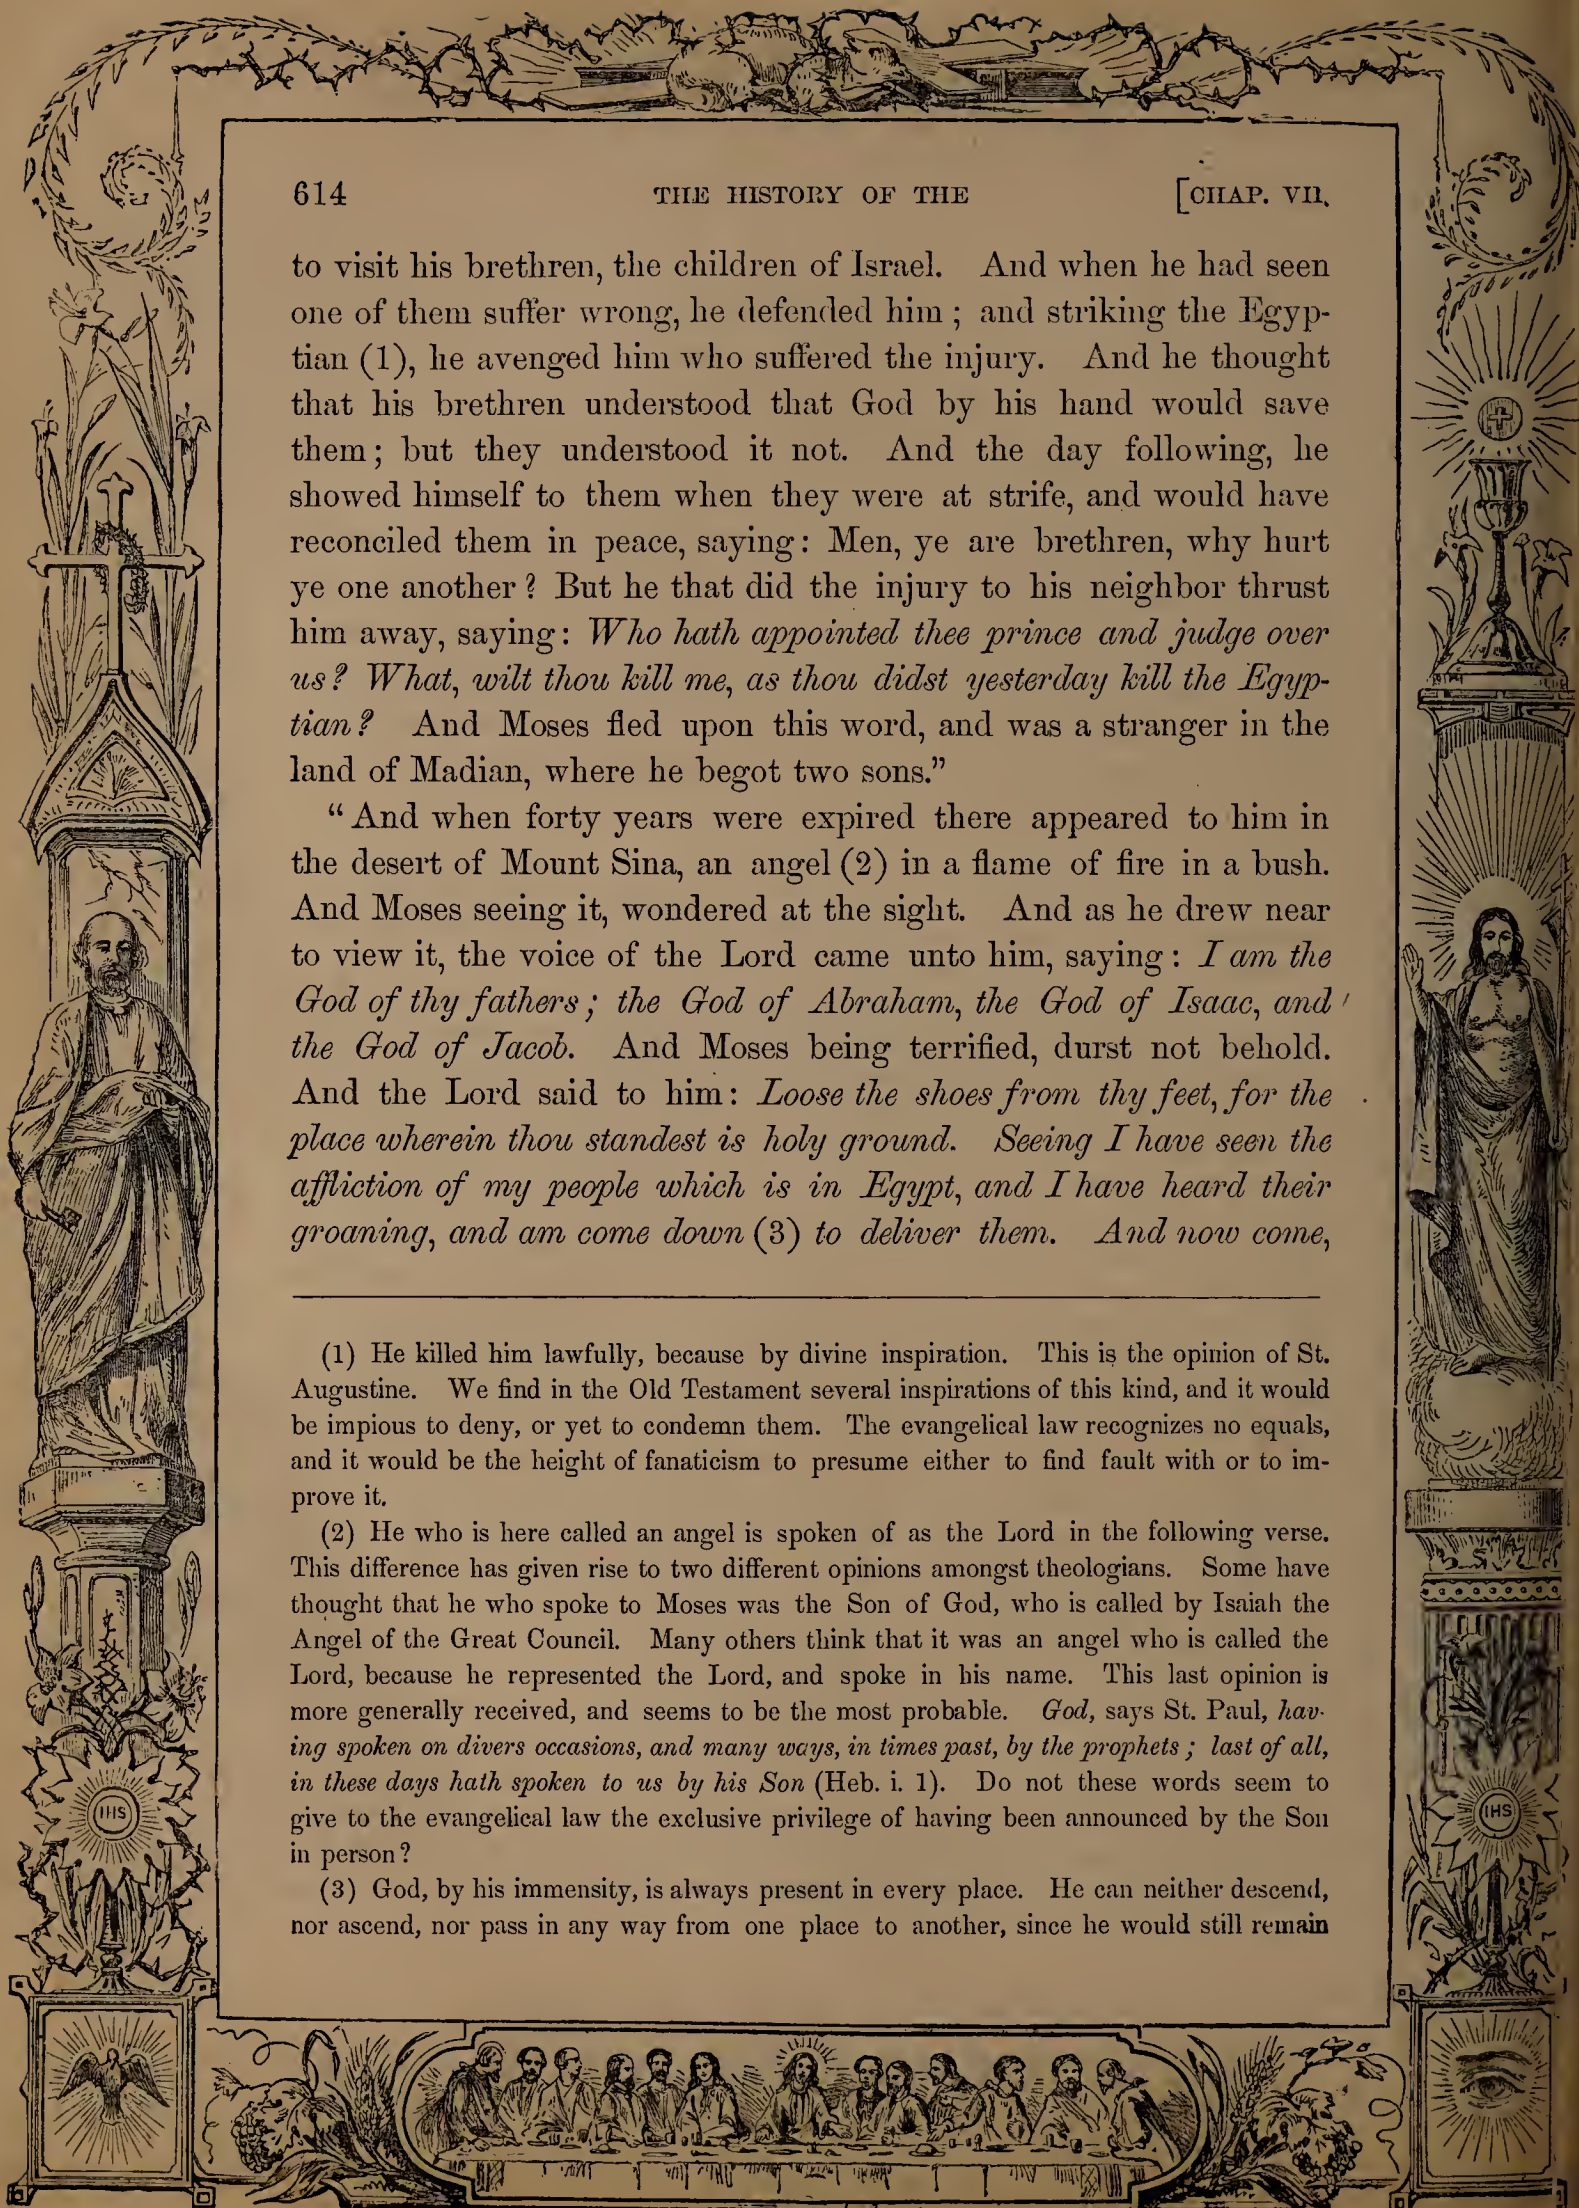 614 THE HISTORY OF THE [CHAP. VII.
to visit his brethren, the children of Israel. And when he had seen
one of them suffer wrong, he defended him ; and striking the Egyp-
tian (1), he avenged him who suffered the injury. And he thought
that his brethren understood that God by his hand would save
them ; but they understood it not. And the day following, he
showed himself to them when they were at strife, and would have
reconciled them in peace, saying : Men, ye are brethren, why hurt
ye one another ? But he that did the injury to his neighbor thrust
him away, saying : Who hath appointed thee prince and judge over
us ? What, wilt thou kill me, as thou didst yesterday kill the Egyp-
tian ? And Moses fled upon this word, and was a stranger in the
land of Madian, where he begot two sons.”
“ And when forty years were expired there appeared to him in
the desert of Mount Sina, an angel (2) in a flame of fire in a bush.
And Moses seeing it, wondered at the sight. And as he drew near
to view it, the voice of the Lord came unto him, saying : I am the
God of thy fathers ; the God of Abraham, the God of Isaac, and
the God of Jacob. And Moses being terrified, durst not behold.
And the Lord said to him : Loose the shoes from thy feet, for the
place wherein thou standest is holy ground. Seeing I have seen the
affliction of my people which is in Egypt, and I have heard their
groaning, and am come down (3) to deliver them. And now come,
(1) He killed him lawfully, because by divine inspiration. This is the opinion of St.
Augustine. We find in the Old Testament several inspirations of this kind, and it would
be impious to deny, or yet to condemn them. The evangelical law recognizes no equals,
and it would be the height of fanaticism to presume either to find fault with or to im-
prove it.
(2) He who is here called an angel is spoken of as the Lord in the following verse.
This difference has given rise to two different opinions amongst theologians. Some have
thought that he who spoke to Moses was the Son of God, who is called by Isaiah the
Angel of the Great Council. Many others think that it was an angel who is called the
Lord, because he represented the Lord, and spoke in his name. This last opinion is
more generally received, and seems to be the most probable. God, says St. Paul, hav-
ing spoken on divers occasions, and many ways, in times past, by the prophets ; last of all,
in these days hath spoken to us by his Son (Heb. i. 1). Do not these words seem to
give to the evangelical law the exclusive privilege of having been announced by the Son
in person ?
(3) God, by his immensity, is always present in every place. He can neither descend,
nor ascend, nor pass in any way from one place to another, since he would still remain
IHS
IHS